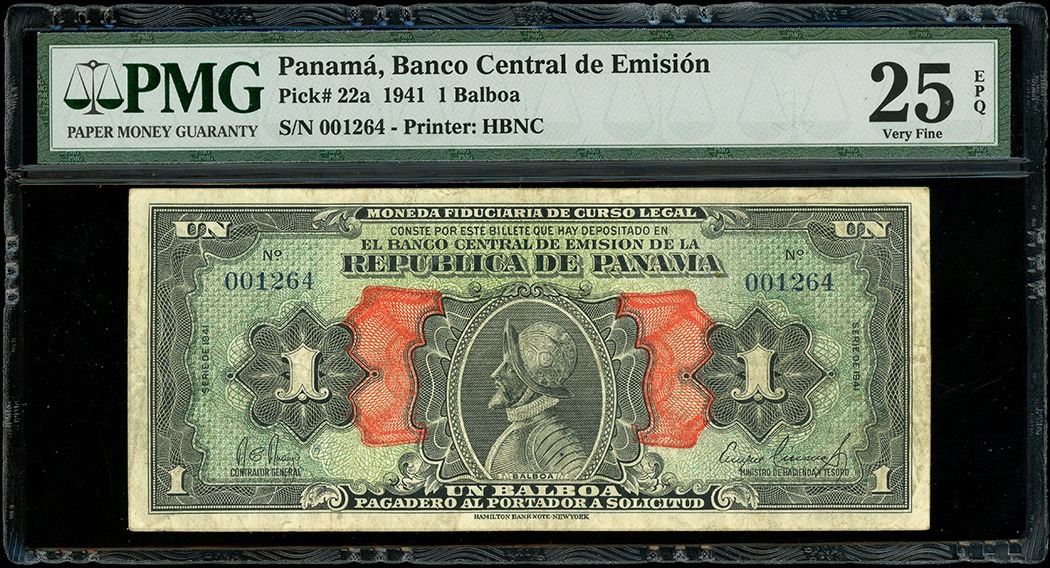 PMG
PAPER MONEY GUARANTY
Panamá, Banco Central de Emisión
Pick# 22a 1941 1 Balboa
S/N 001264 - Printer: HBNC
25
Very Fine
EPQ
MONEDA FIDUCIARIA DE CURSO LEGAL
CONSTE POR ESTE BILLETE QUE HAY DEPOSITADO EN
EL BANCO CENTRAL DE EMISION DE LA
REPUBLICA DE PANAMA
UN
UN
Nº
001264
Nº
001264
SERIE DE 1941
SERIE DE 1941
1
1
CONTRALOR GENERAL
MINISTRO DE HACIENDA Y TESORO
BALBOA
1
1
UN BALBOA
PAGADERO AL PORTADOR A SOLICITUD
HAMILTON BANK NOTE-NEW YORK